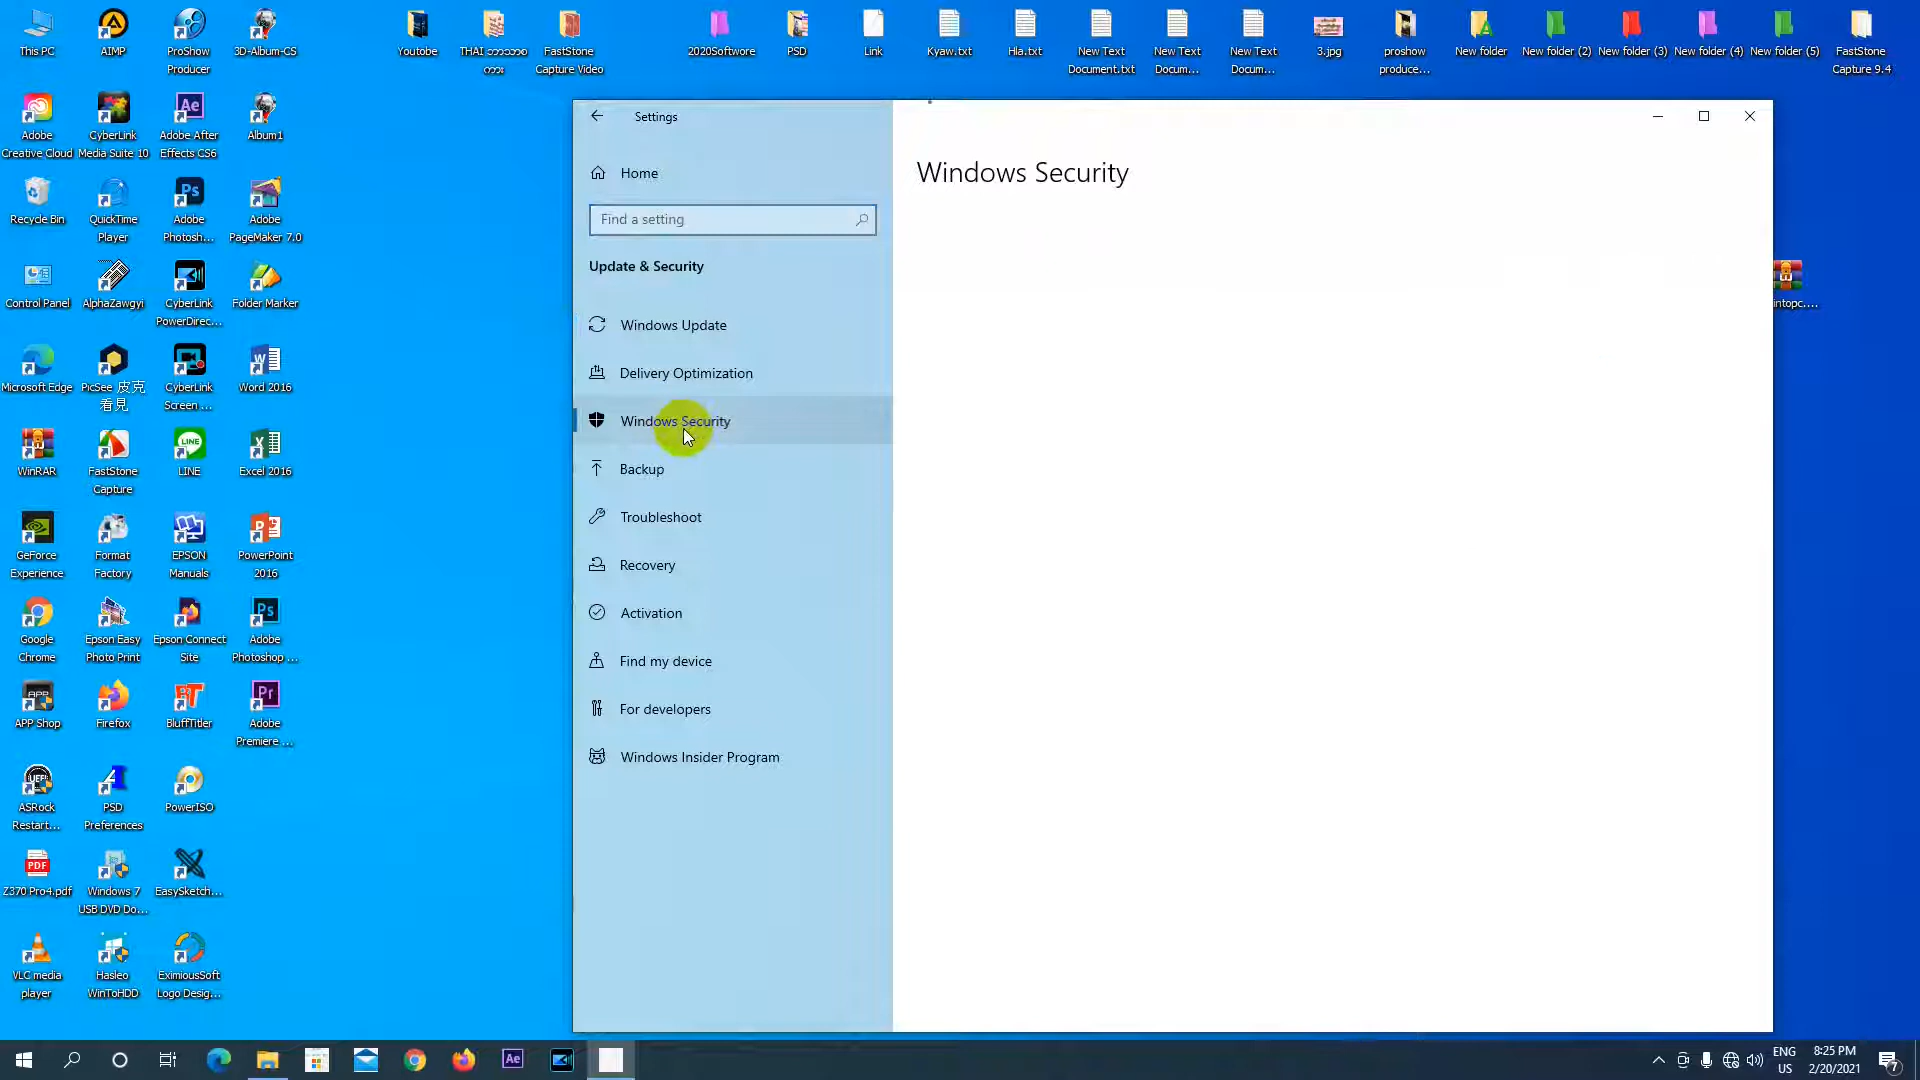 This PC
AIMP
ProShow
Producer
3D-Album-CS
Youtube
FastStone
Capture Video
2020Software
PSD
Link
Kyaw.txt
Hla.txt
New Text
Document.txt
New Text
Docum...
New Text
Docum...
3.jpg
proshow
produce...
New folder
New folder (2)
New folder (3)
New folder (4)
New folder (5)
FastStone
Capture 9.4
Adobe
Creative Cloud
CyberLink
Media Suite 10
Adobe After
Effects CS6
Album1
Recycle Bin
QuickTime
Player
Adobe
Photosh...
Adobe
PageMaker 7.0
Control Panel
AlphaZawgyi
CyberLink
PowerDirec...
Folder Marker
Microsoft Edge
PicSee 皮克
看見
CyberLink
Screen ...
Word 2016
WinRAR
FastStone
Capture
LINE
Excel 2016
GeForce
Experience
Format
Factory
EPSON
Manuals
PowerPoint
2016
Google
Chrome
Epson Easy
Photo Print
Epson Connect
Site
Adobe
Photoshop ...
APP Shop
Firefox
BluffTitler
Adobe
Premiere ...
ASRock
Restart...
PSD
Preferences
PowerISO
Z370 Pro4.pdf
Windows 7
USB DVD Do...
EasySketch...
VLC media
player
Hasleo
WinToHDD
EximiousSoft
Logo Desig...
intopc....
Settings
Home
Find a setting
Update & Security
Windows Update
Delivery Optimization
Windows Security
Backup
Troubleshoot
Recovery
Activation
Find my device
For developers
Windows Insider Program
Windows Security
ENG
US
8:25 PM
2/20/2021
7